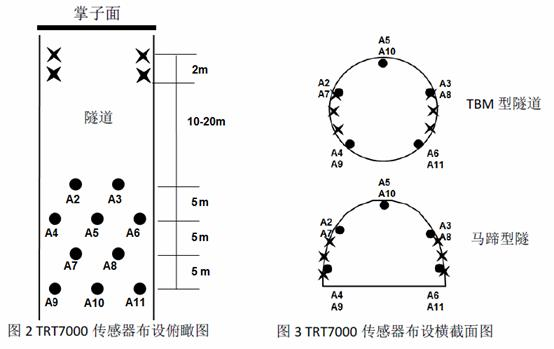 掌子面
2m
隧道
10-20m
A2 A3
5m
A4 A5 A6
5m
A7 A8
5 m
A9 A10 A11
图 2 TRT7000 传感器布设俯瞰图
A5
A10
A2 A3
A7 A8
TBM 型隧道
A4 A6
A9 A11
A5
A10
A2 A3
A7 A8
马蹄型隧
A4 A6
A9 A11
图 3 TRT7000 传感器布设横截面图